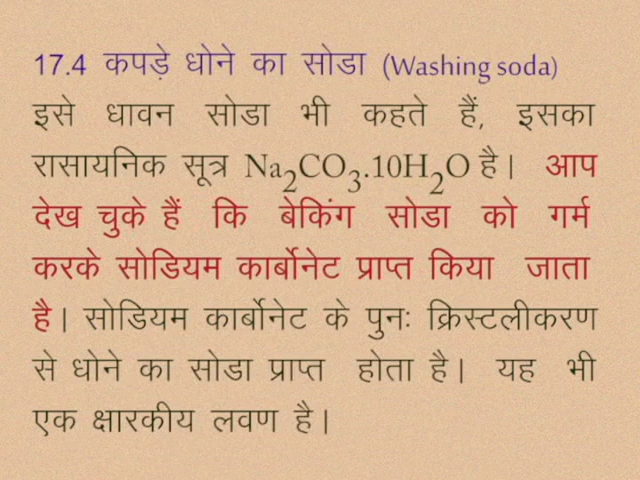 17.4 कपड़े धोने का सोडा (Washing soda)
इसे धावन सोडा भी कहते हैं, इसका
रासायनिक सूत्र Na₂CO₃.10H₂O है। आप
देख चुके हैं कि बेकिंग सोडा को गर्म
करके सोडियम कार्बोनेट प्राप्त किया जाता
है। सोडियम कार्बोनेट के पुनः क्रिस्टलीकरण
से धोने का सोडा प्राप्त होता है। यह भी
एक क्षारकीय लवण है।